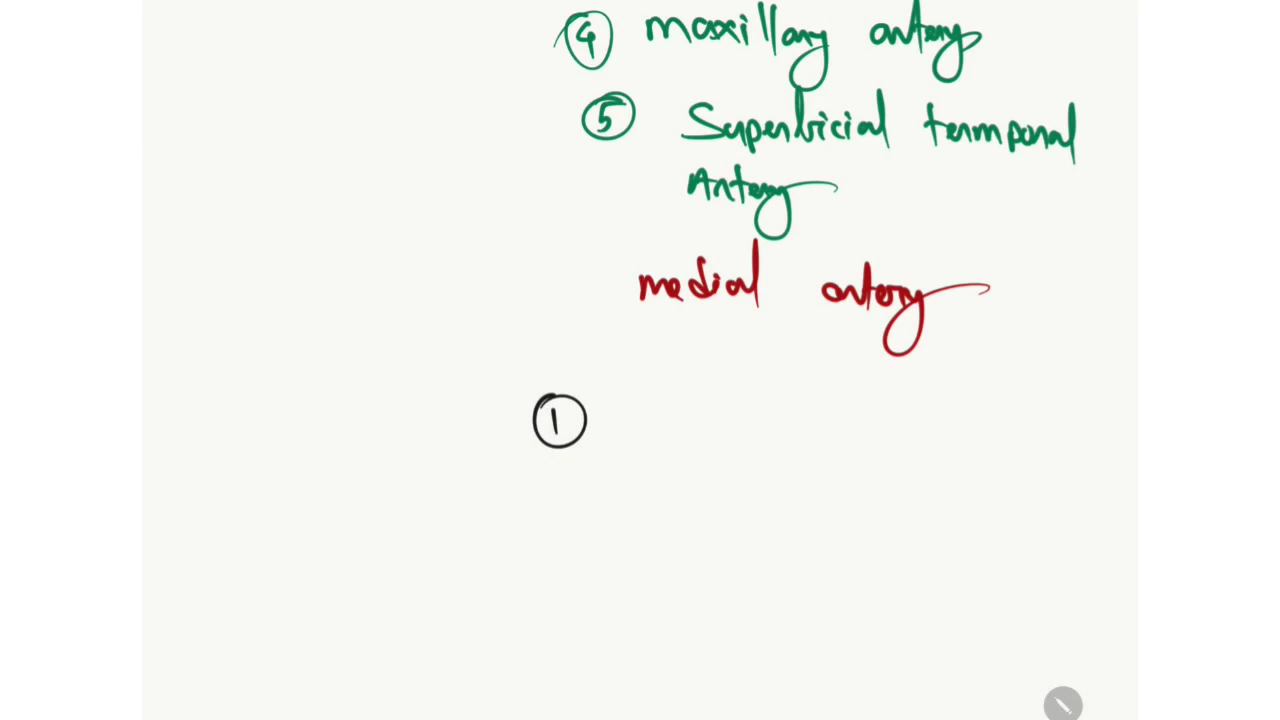 ④ maxillary artery
⑤ Superficial temporal
Artery
medial artery
①